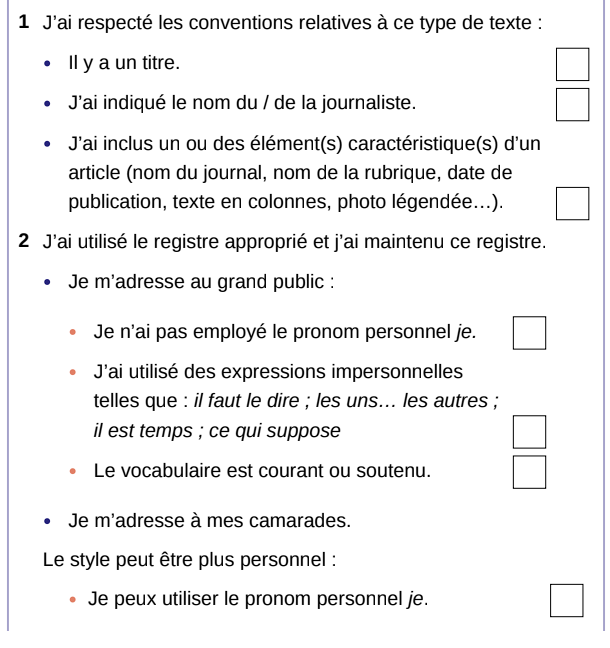 1 J'ai respecté les conventions relatives à ce type de texte :
• Il y a un titre.
• J'ai indiqué le nom du / de la journaliste.
• J'ai inclus un ou des élément(s) caractéristique(s) d'un
article (nom du journal, nom de la rubrique, date de
publication, texte en colonnes, photo légendée…).
2 J'ai utilisé le registre approprié et j'ai maintenu ce registre.
• Je m'adresse au grand public :
• Je n'ai pas employé le pronom personnel je.
• J'ai utilisé des expressions impersonnelles
telles que : il faut le dire ; les uns… les autres ;
il est temps ; ce qui suppose
• Le vocabulaire est courant ou soutenu.
• Je m'adresse à mes camarades.
Le style peut être plus personnel :
• Je peux utiliser le pronom personnel je.